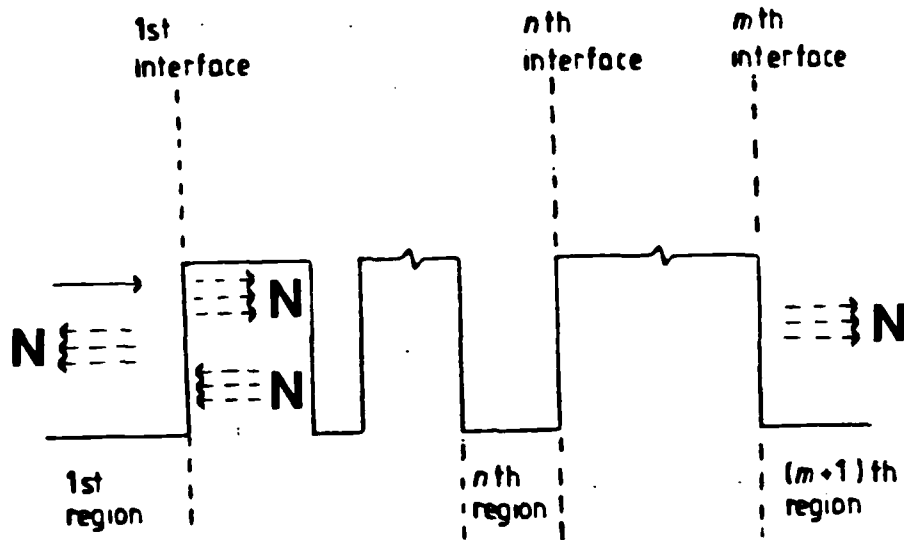 1st
interface
nth
interface
mth
interface
N
N
N
N
1st
region
nth
region
(m+1)th
region